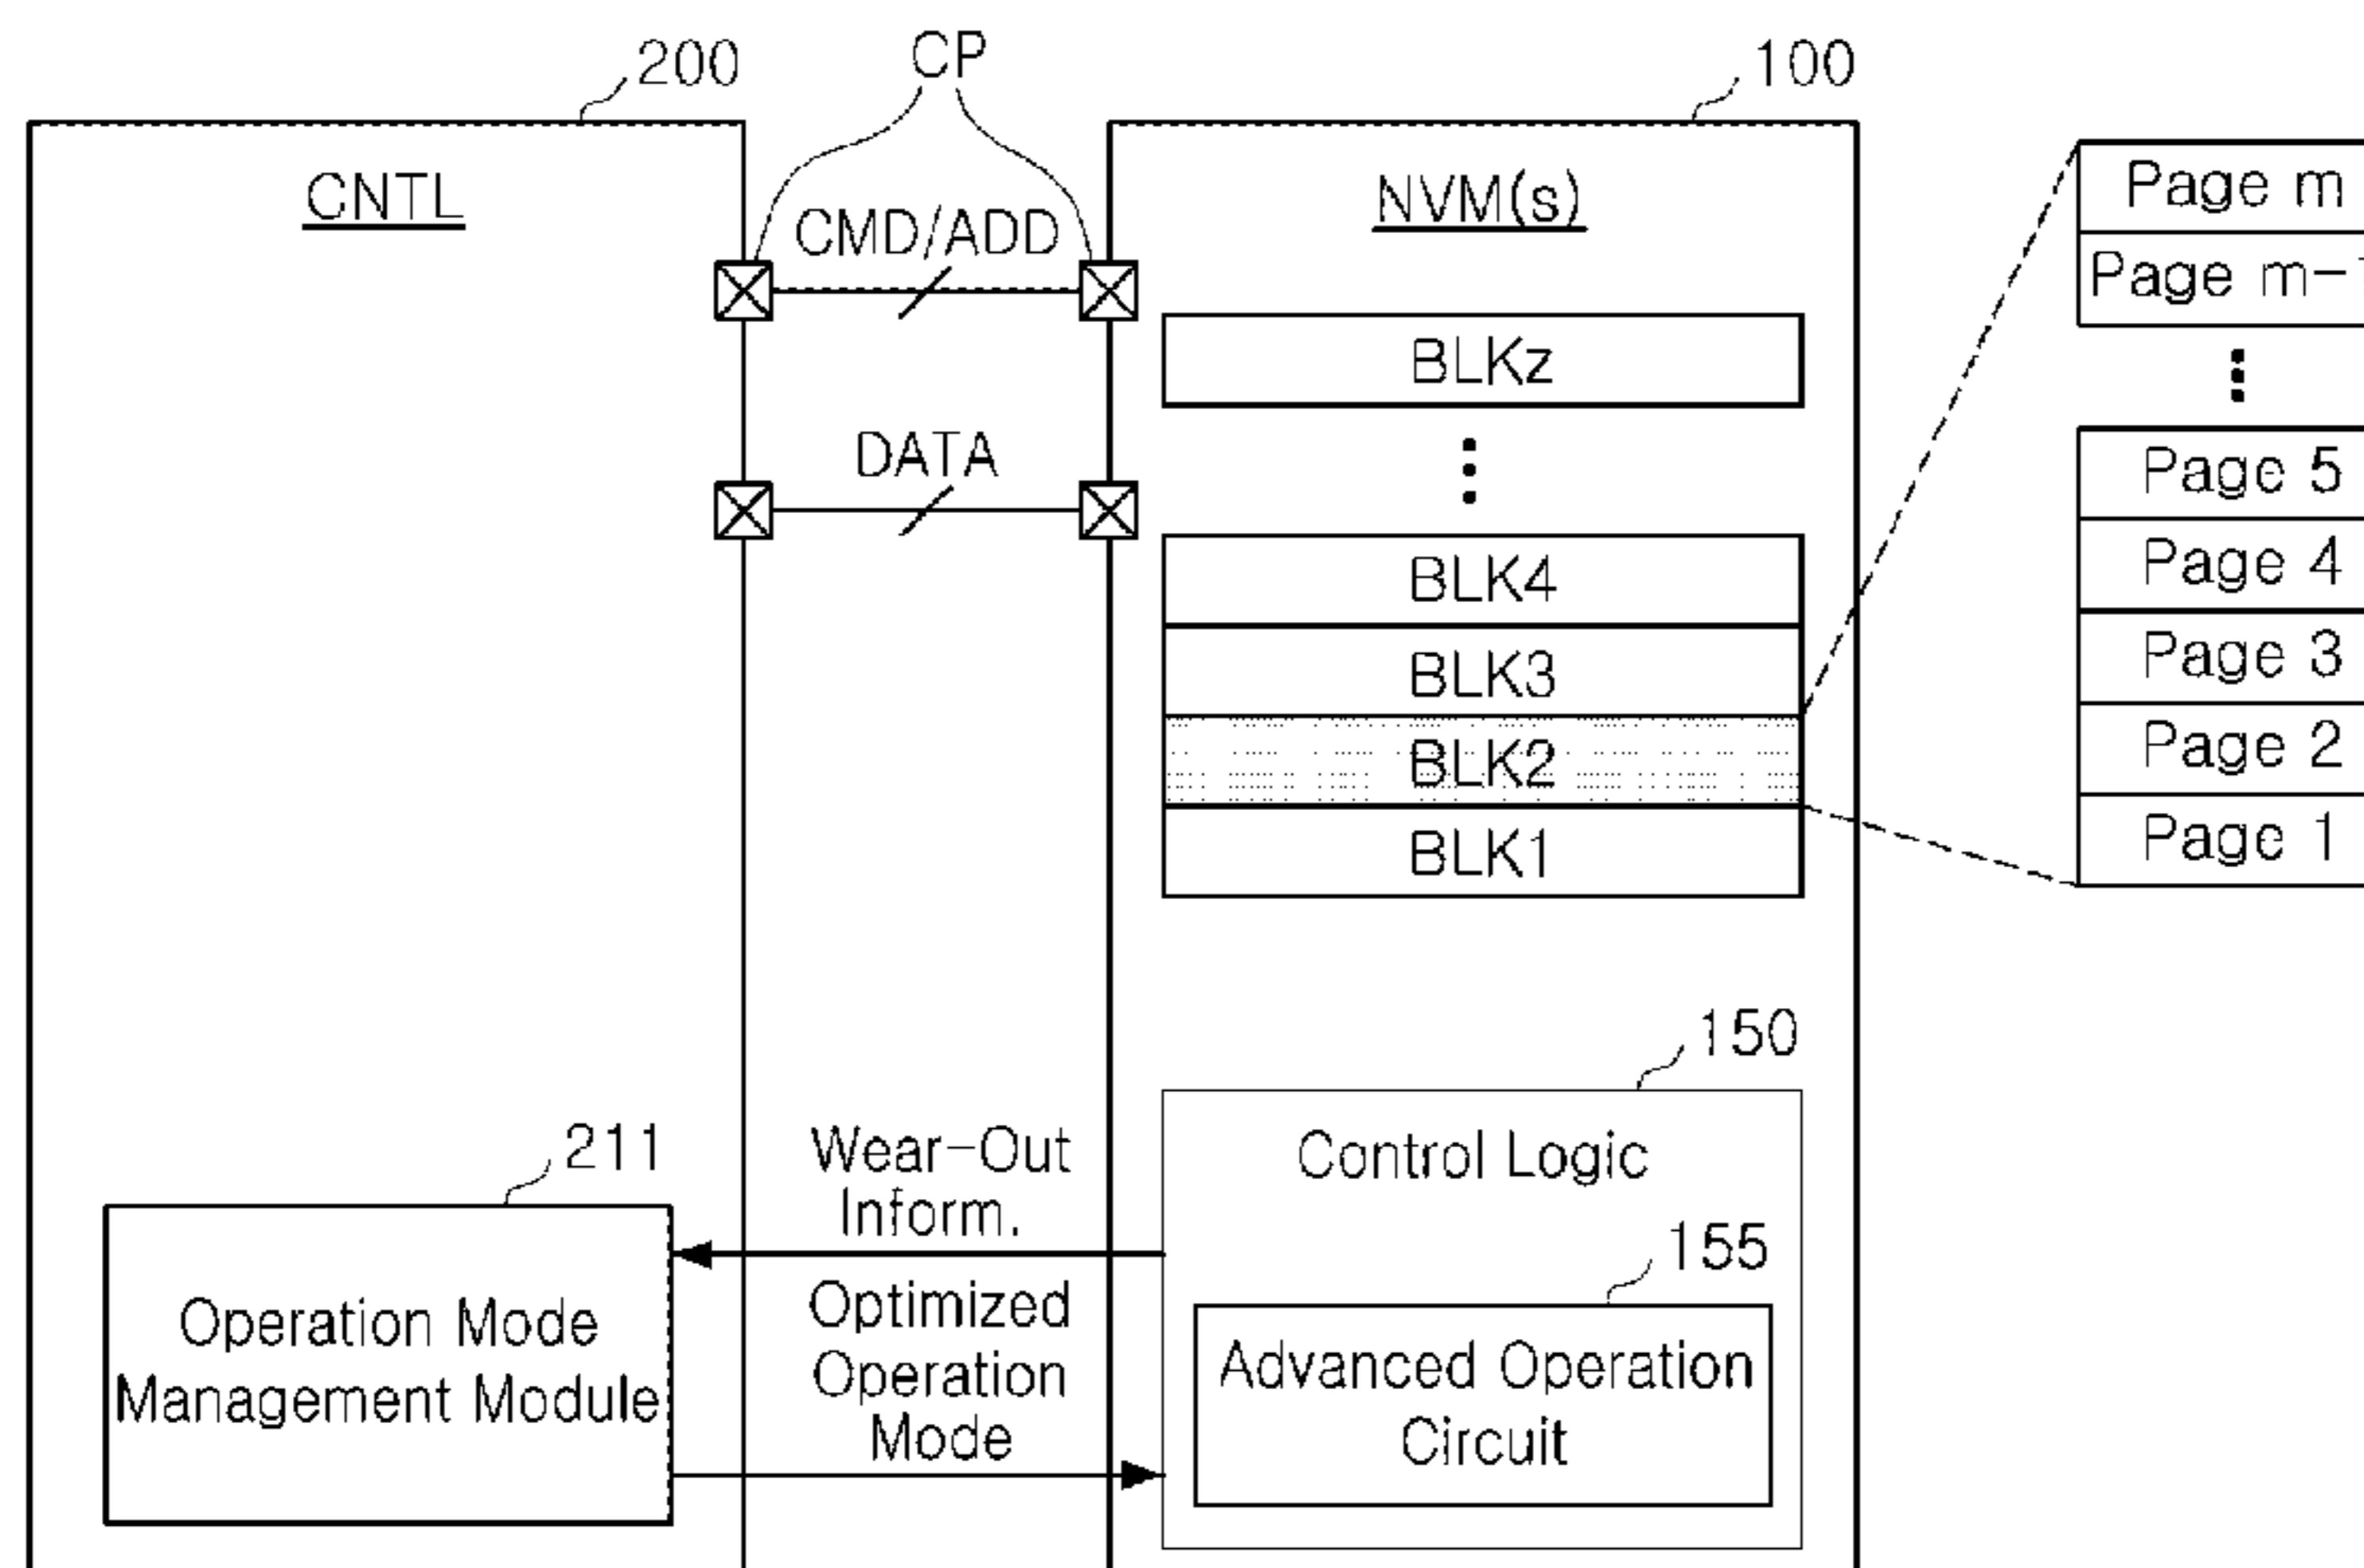 200
CP
100
CNTL
NVM(s)
CMD/ADD
DATA
BLKz
BLK4
BLK3
BLK2
BLK1
Page m
Page m-1
Page 5
Page 4
Page 3
Page 2
Page 1
150
Control Logic
155
Advanced Operation
Circuit
211
Operation Mode
Management Module
Wear-Out
Inform.
Optimized
Operation
Mode